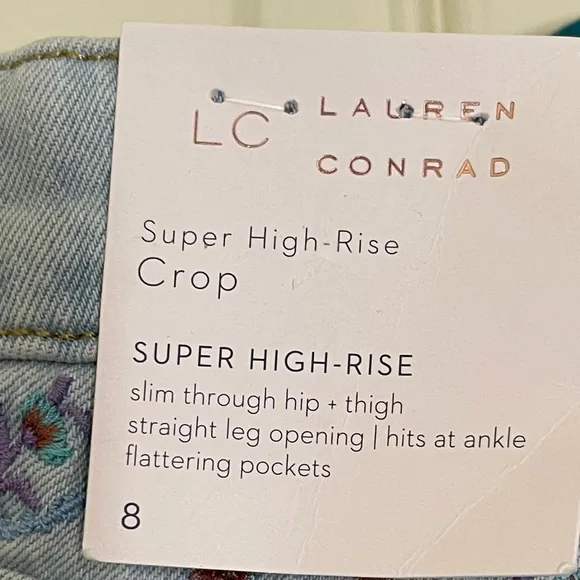 LC LAUREN
CONRAD
Super High-Rise
Crop
SUPER HIGH-RISE
slim through hip + thigh
straight leg opening | hits at ankle
flattering pockets
8